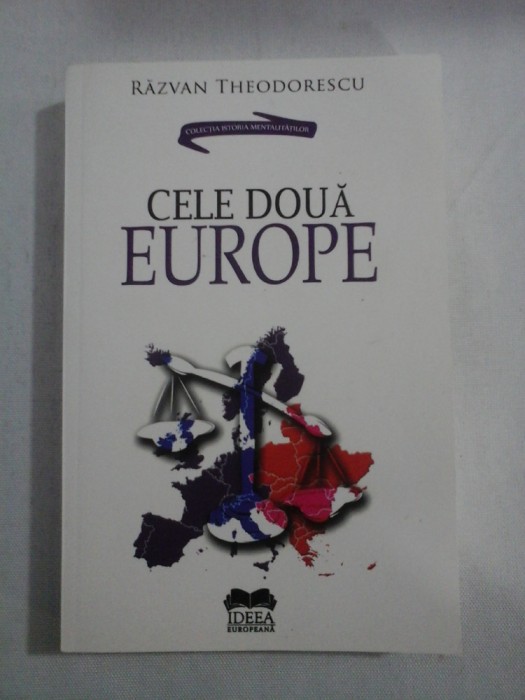 RĂZVAN THEODORESCU
COLECȚIA ISTORIA MENTALITĂȚILOR
CELE DOUĂ
EUROPE
IDEEA
EUROPEANĂ